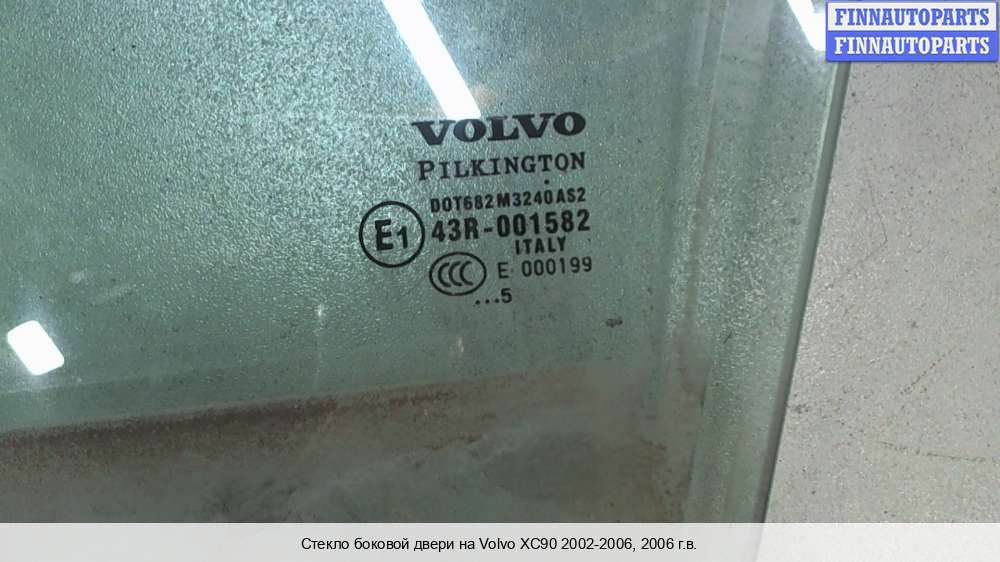 FINNAUTOPARTS
FINNAUTOPARTS
VOLVO
PILKINGTON
DOT682M3240AS2
E1 43R-001582
ITALY
CCC E 000199
...5
Стекло боковой двери на Volvo XC90 2002-2006, 2006 г.в.